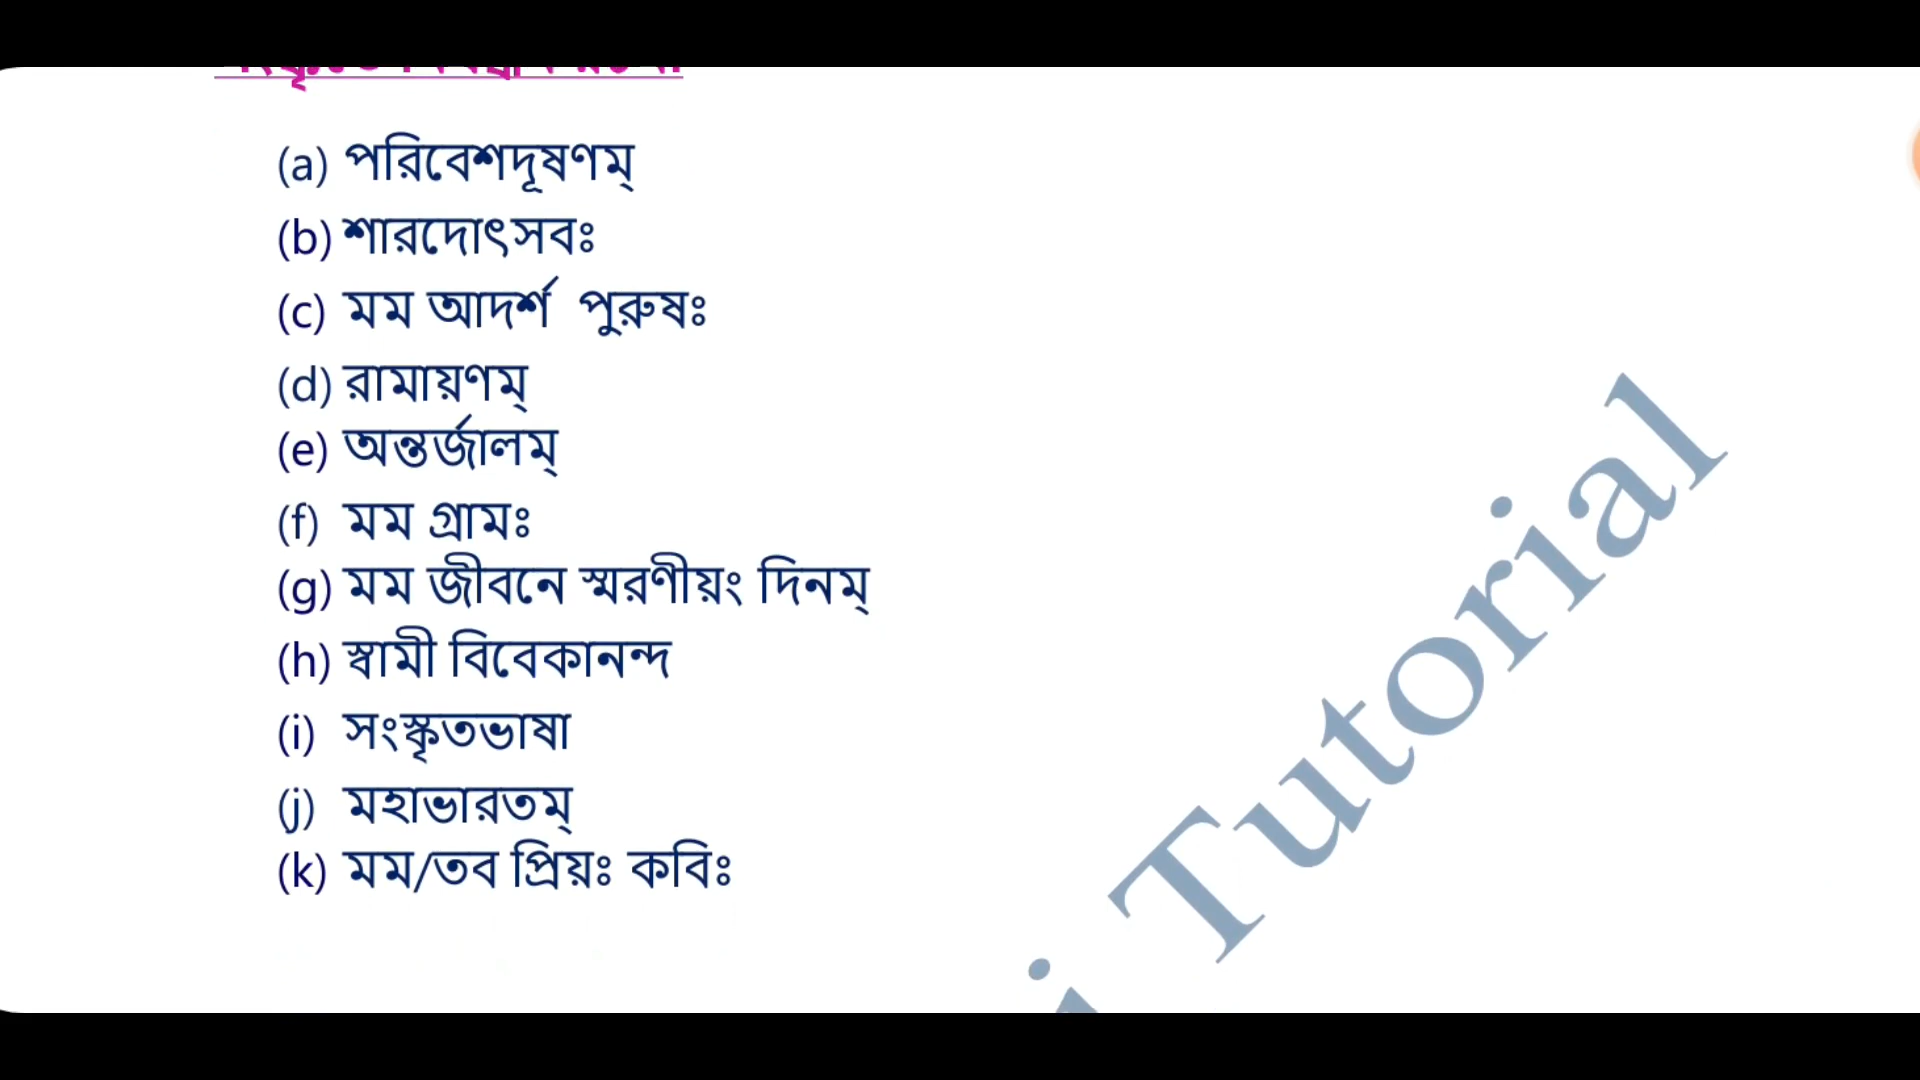 (a) পরিবেশদূষণম্
(b) শারদোৎসবঃ
(c) মম আদর্শ পুরুষঃ
(d) রামায়ণম্
(e) অন্তর্জালম্
(f) মম গ্রামঃ
(g) মম জীবনে স্মরণীয়ং দিনম্
(h) স্বামী বিবেকানন্দ
(i) সংস্কৃতভাষা
(j) মহাভারতম্
(k) মম/তব প্রিয়ঃ কবিঃ
Tutorial